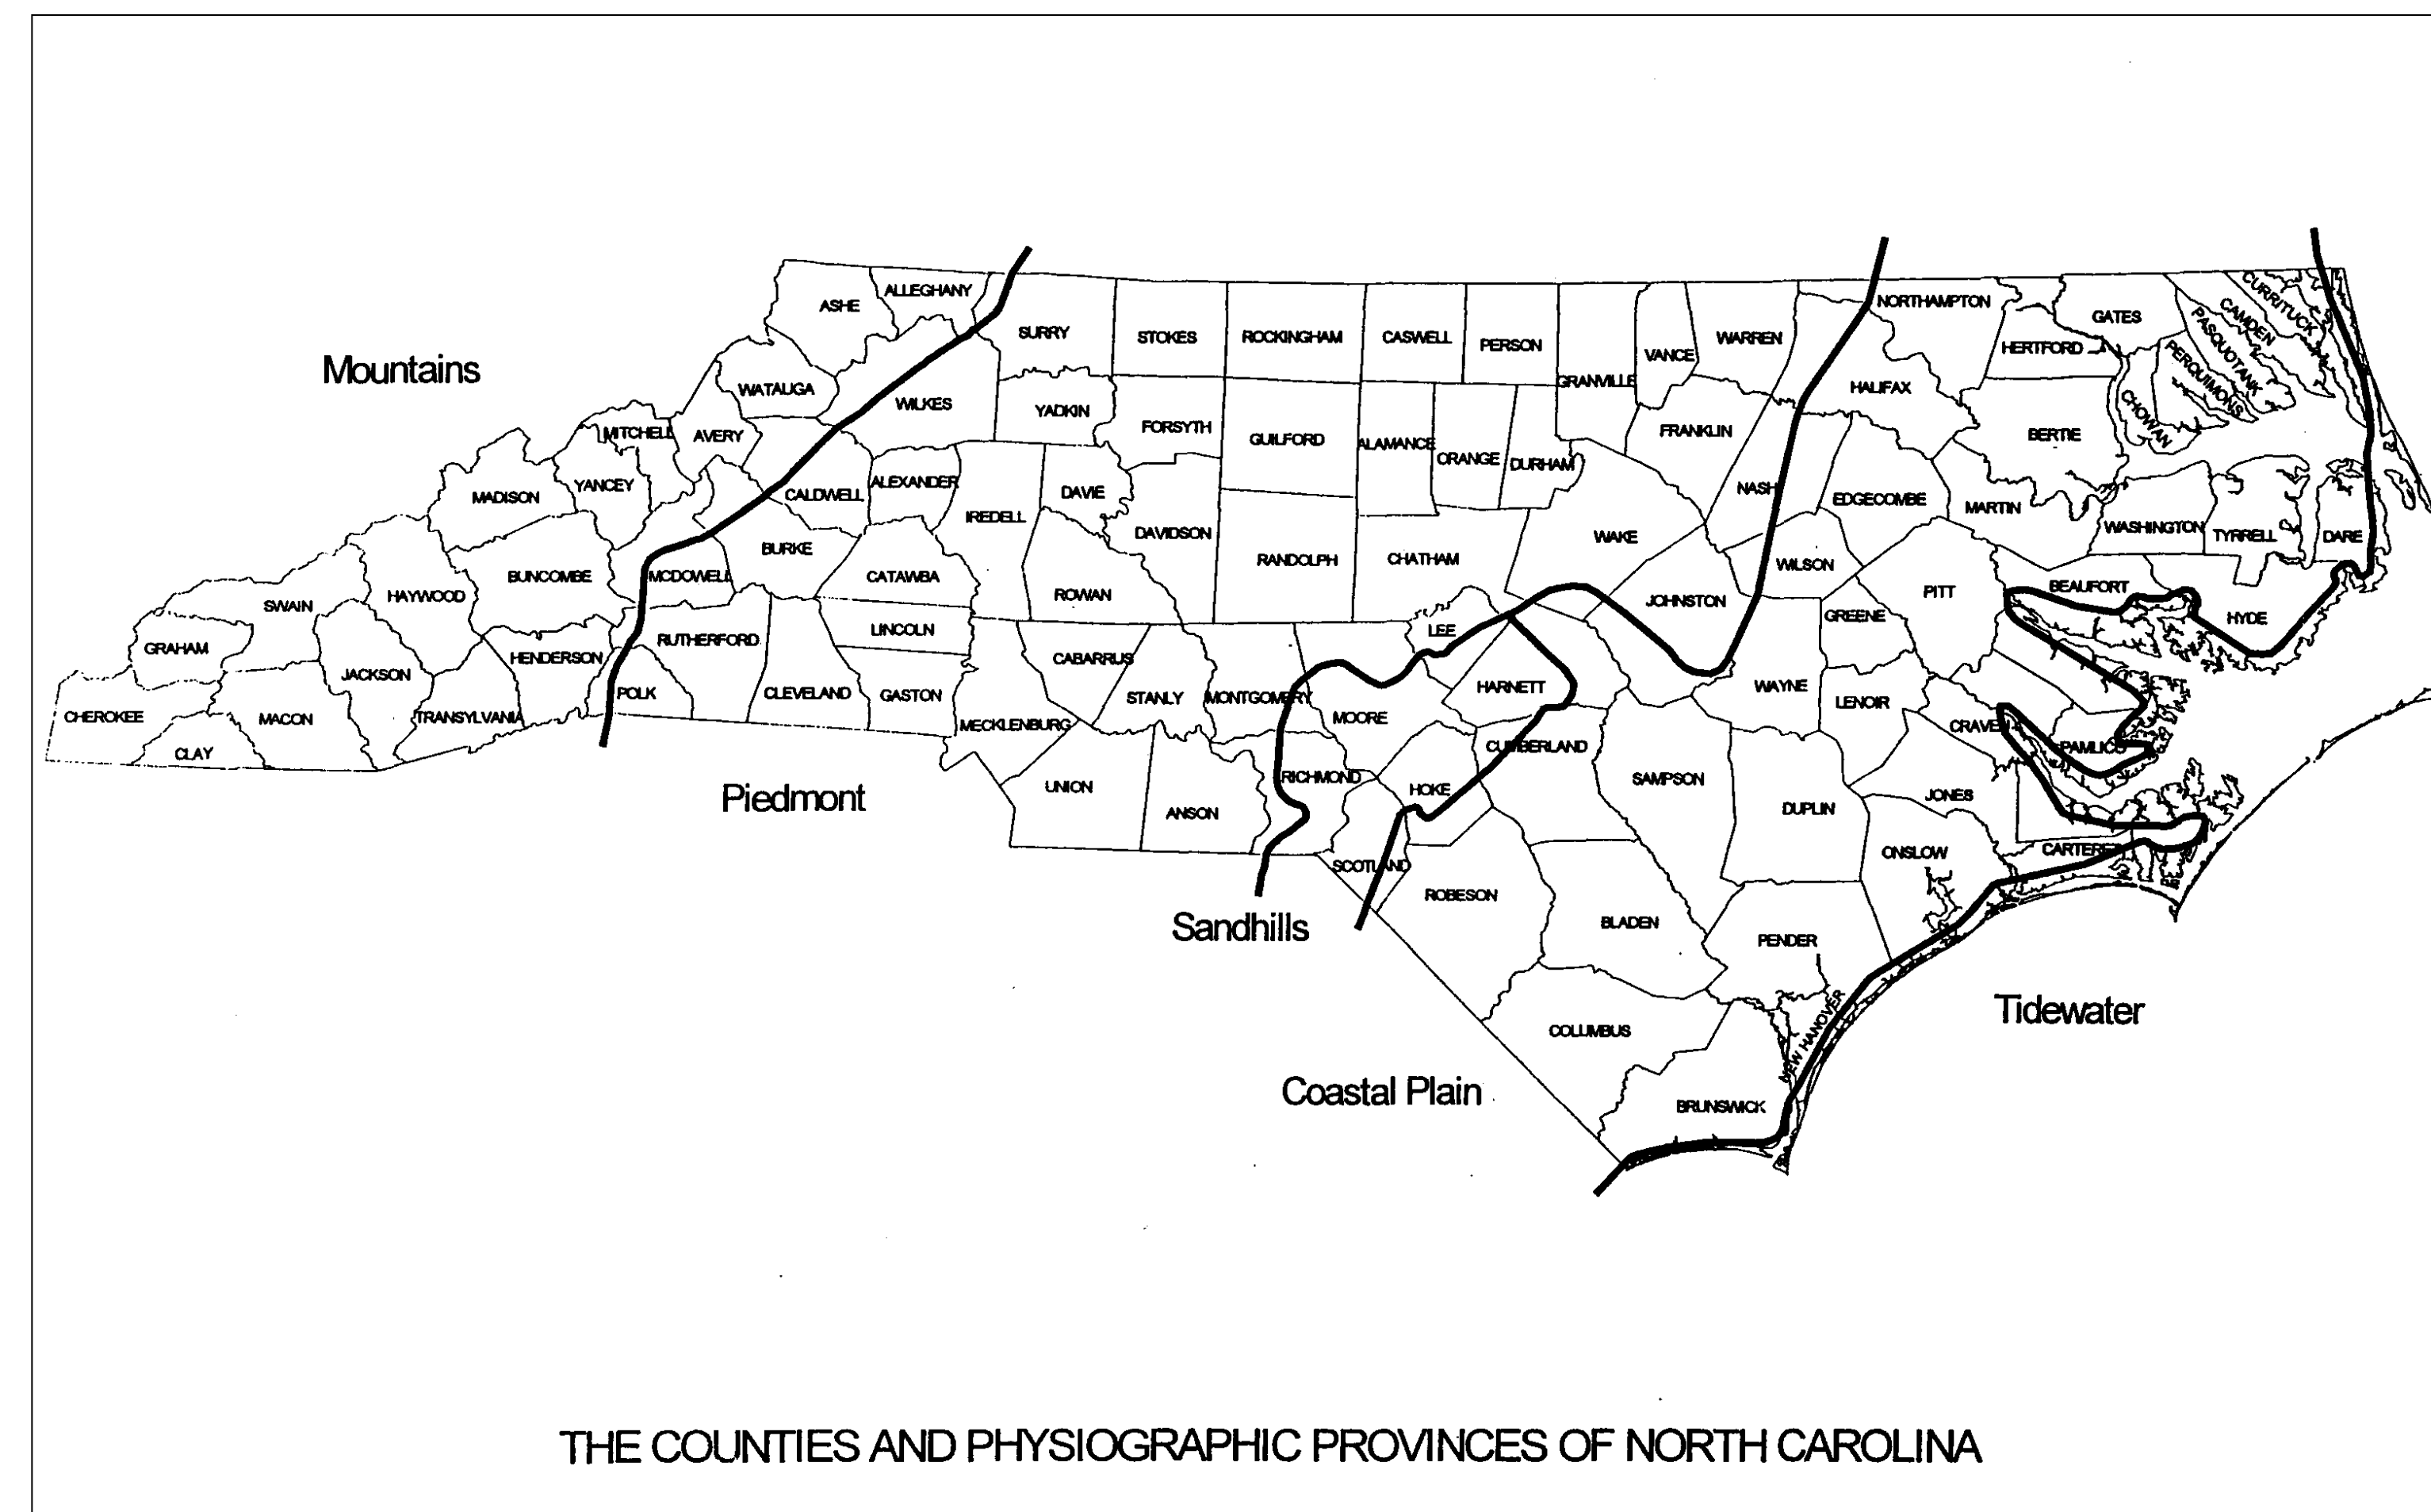 ALLEGHANY
ASHE
NORTHAMPTON
CURRITUCK
CAMDEN
GATES
PASQUOTANK
SURRY
STOKES
ROCKINGHAM
CASWELL
PERSON
VANCE
WARREN
HERTFORD
PERQUIMONS
Mountains
WATAUGA
WILKES
YADKIN
GRANVILLE
HALIFAX
CHOWAN
MITCHELL
AVERY
FORSYTH
GUILFORD
ALAMANCE
ORANGE
DURHAM
FRANKLIN
BERTIE
MADISON
YANCEY
CALDWELL
ALEXANDER
DAVIE
NASH
EDGECOMBE
MARTIN
IREDELL
DAVIDSON
WAKE
WASHINGTON
TYRRELL
DARE
BUNCOMBE
MCDOWELL
BURKE
CATAWBA
RANDOLPH
CHATHAM
WILSON
SWAIN
HAYWOOD
ROWAN
JOHNSTON
PITT
BEAUFORT
HYDE
GREENE
GRAHAM
JACKSON
HENDERSON
RUTHERFORD
LINCOLN
CABARRUS
LEE
CHEROKEE
MACON
TRANSYLVANIA
POLK
CLEVELAND
GASTON
STANLY
MONTGOMERY
HARNETT
WAYNE
LENOIR
CLAY
MECKLENBURG
MOORE
CUMBERLAND
CRAVEN
PAMLICO
Piedmont
UNION
ANSON
RICHMOND
HOKE
SAMPSON
DUPLIN
JONES
SCOTLAND
ROBESON
ONSLOW
CARTERET
Sandhills
BLADEN
PENDER
COLUMBUS
NEW HANOVER
Tidewater
Coastal Plain
BRUNSWICK
THE COUNTIES AND PHYSIOGRAPHIC PROVINCES OF NORTH CAROLINA